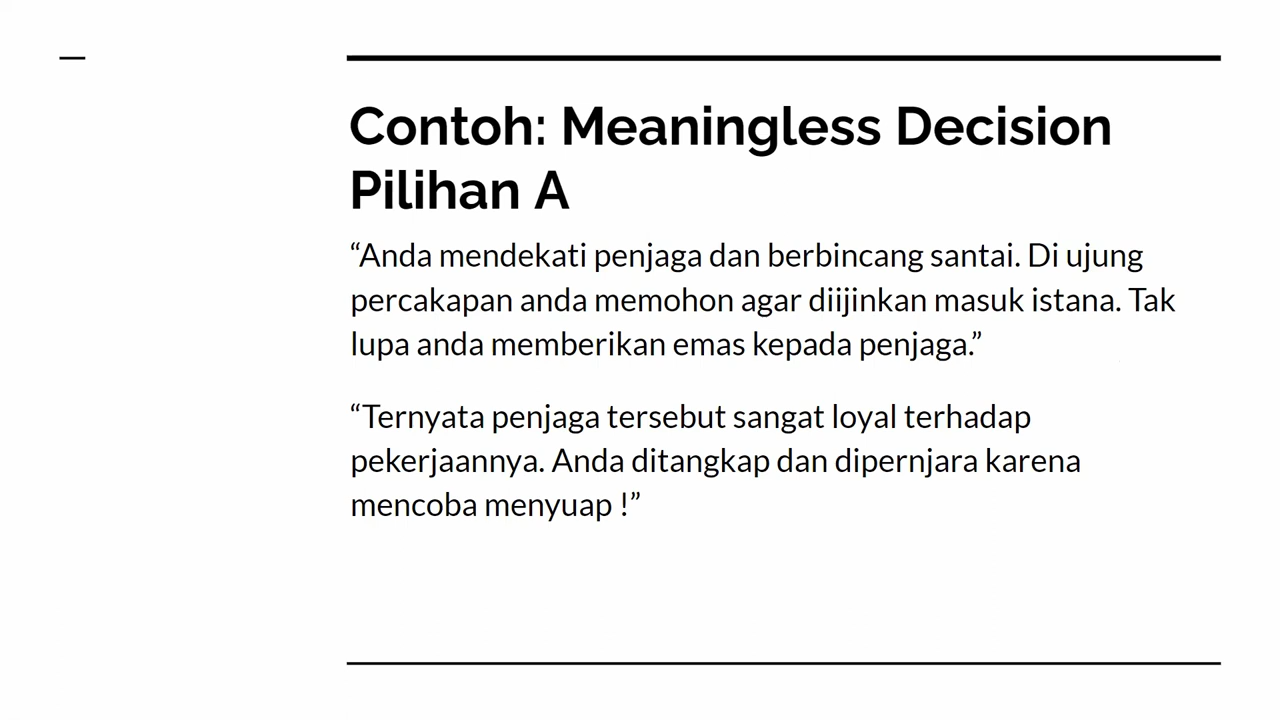 Contoh: Meaningless Decision
Pilihan A
“Anda mendekati penjaga dan berbincang santai. Di ujung
percakapan anda memohon agar diijinkan masuk istana. Tak
lupa anda memberikan emas kepada penjaga.”
“Ternyata penjaga tersebut sangat loyal terhadap
pekerjaannya. Anda ditangkap dan dipernjara karena
mencoba menyuap !”